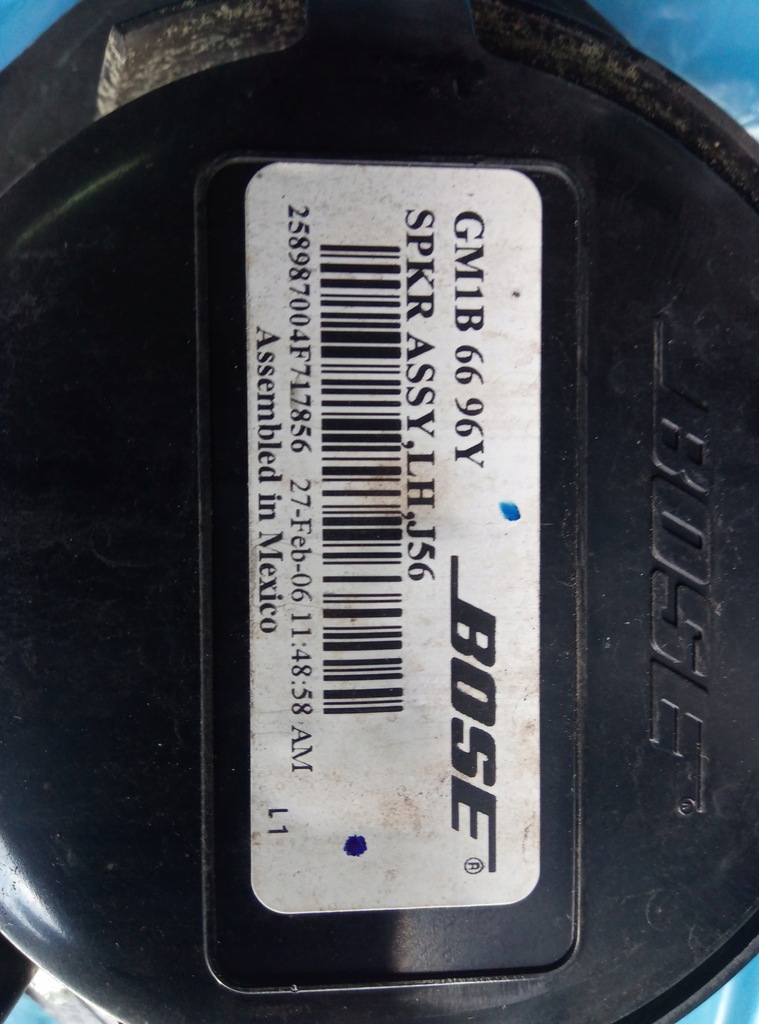 GM1B 66 96Y
BOSE®
SPKR ASSY,LH,J56
258987004F717856 27-Feb-06 11:48:58 AM
Assembled in Mexico
L1
BOSE®